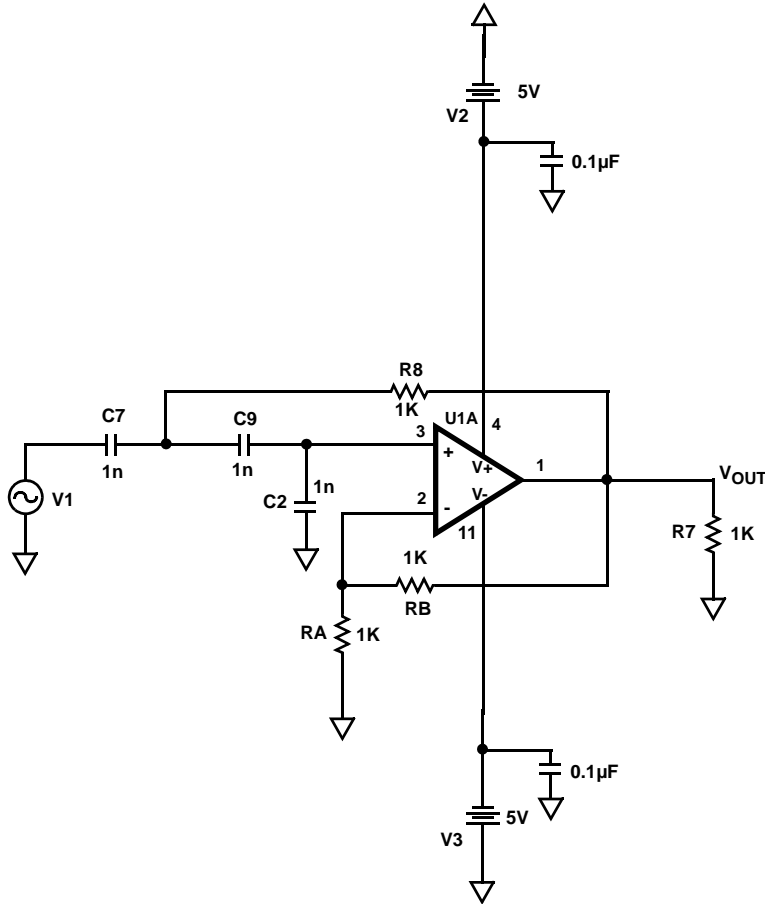 5V
V2
0.1µF
R8
1K
C7
1n
C9
1n
U1A
4
3
+
V+
1
VOUT
V1
C2
1n
2
-
V-
11
R7
1K
1K
RB
RA
1K
0.1µF
5V
V3